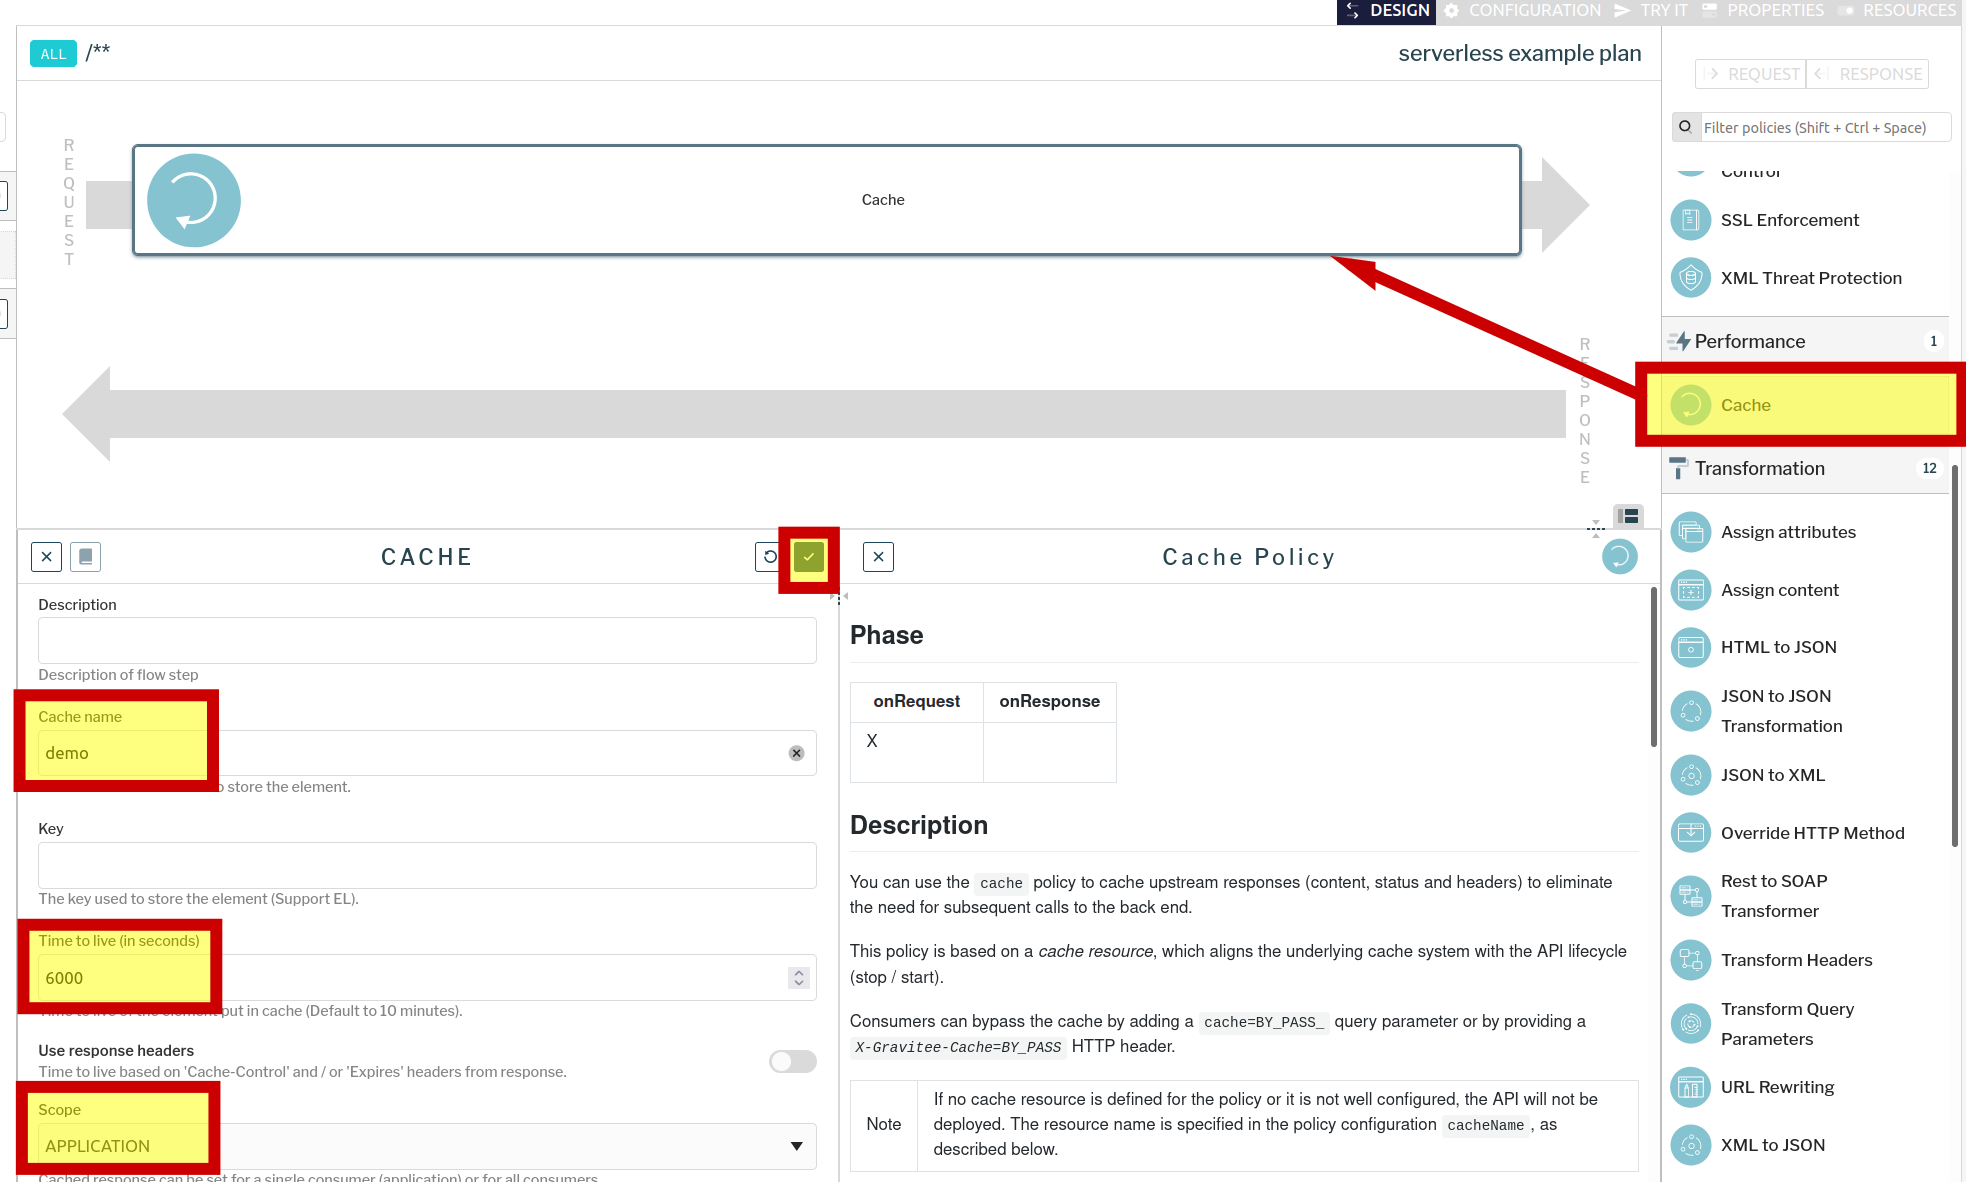 DESIGN CONFIGURATION TRY IT PROPERTIES RESOURCES
ALL /** serverless example plan
REQUEST
Cache
RESPONSE
REQUEST RESPONSE
Filter policies (Shift + Ctrl + Space)
Control
SSL Enforcement
XML Threat Protection
Performance 1
Cache
Transformation 12
Assign attributes
Assign content
HTML to JSON
JSON to JSON
Transformation
JSON to XML
Override HTTP Method
Rest to SOAP
Transformer
Transform Headers
Transform Query
Parameters
URL Rewriting
XML to JSON
CACHE
Description
Description of flow step
Cache name
demo
store the element.
Key
The key used to store the element (Support EL).
Time to live (in seconds)
6000
Time to live of the element put in cache (Default to 10 minutes).
Use response headers
Time to live based on 'Cache-Control' and / or 'Expires' headers from response.
Scope
APPLICATION
Cached response can be set for a single consumer (application) or for all consumers.
Cache Policy
Phase
onRequest onResponse
X
Description
You can use the cache policy to cache upstream responses (content, status and headers) to eliminate
the need for subsequent calls to the back end.
This policy is based on a cache resource, which aligns the underlying cache system with the API lifecycle
(stop / start).
Consumers can bypass the cache by adding a cache=BY_PASS_ query parameter or by providing a
X-Gravitee-Cache=BY_PASS HTTP header.
Note
If no cache resource is defined for the policy or it is not well configured, the API will not be
deployed. The resource name is specified in the policy configuration cacheName, as
described below.